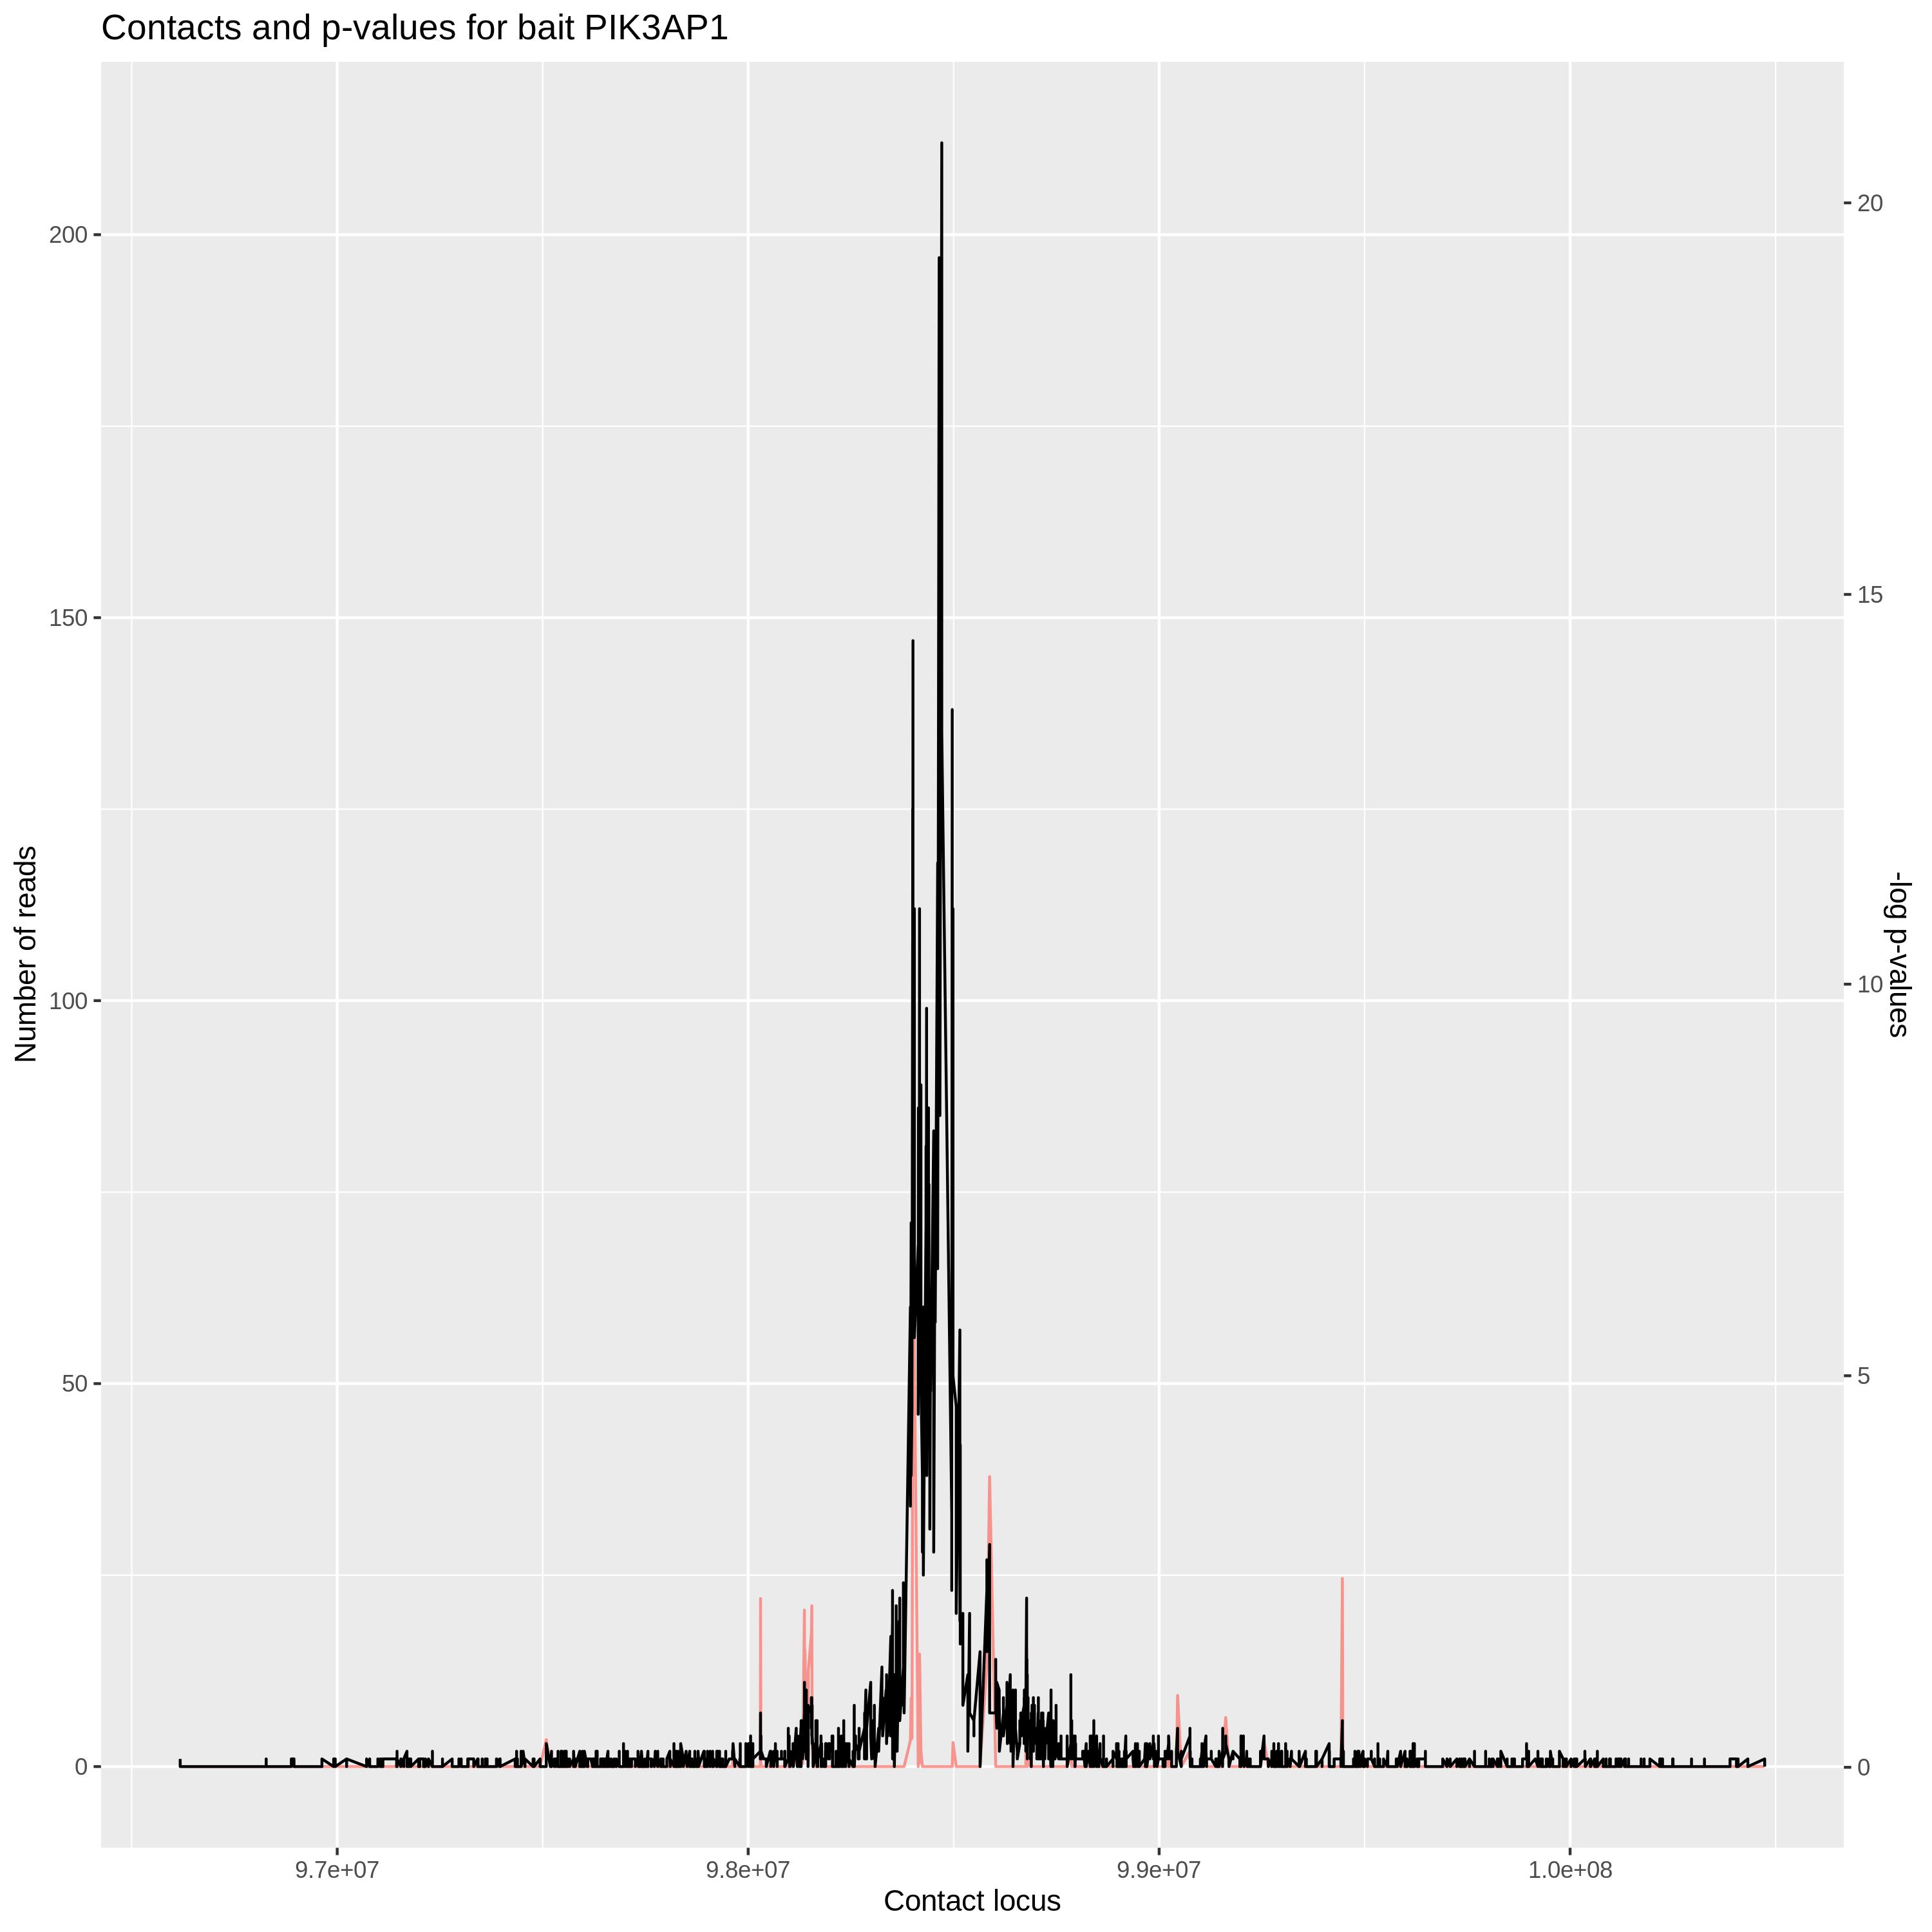 Contacts and p-values for bait PIK3AP1
Number of reads
200
150
100
50
0
20
15
10
5
0
-log p-values
9.7e+07
9.8e+07
9.9e+07
1.0e+08
Contact locus